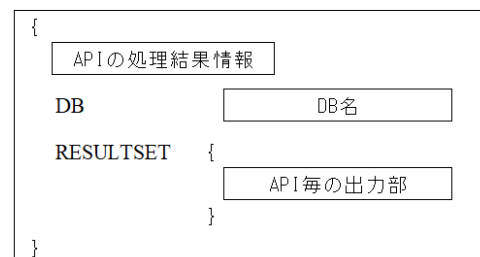 {
APIの処理結果情報
DB DB名
RESULTSET {
API毎の出力部
}
}